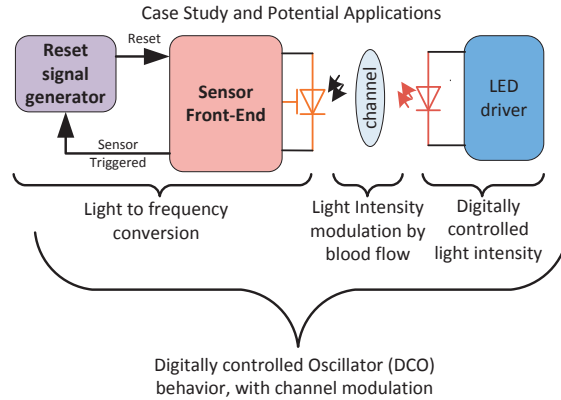 Case Study and Potential Applications
Reset
signal
generator
Reset
Sensor
Triggered
Sensor
Front-End
channel
LED
driver
Light to frequency
conversion
Light Intensity
modulation by
blood flow
Digitally
controlled
light intensity
Digitally controlled Oscillator (DCO)
behavior, with channel modulation